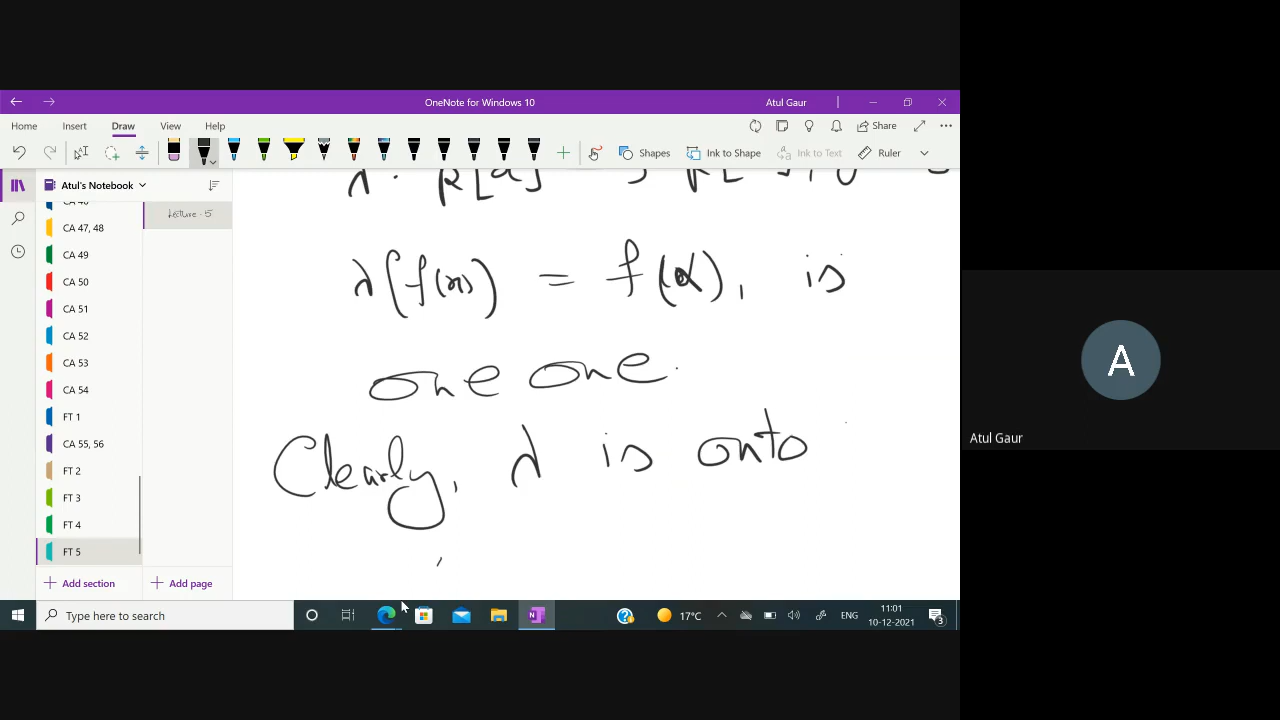 OneNote for Windows 10
Atul Gaur
Home Insert Draw View Help
Share
Shapes Ink to Shape Ink to Text Ruler
Atul's Notebook
CA 47, 48
CA 49
CA 50
CA 51
CA 52
CA 53
CA 54
FT 1
CA 55, 56
FT 2
FT 3
FT 4
FT 5
Add section
Add page
Lecture - 5
λ(f(x)) = f(α), is
one one.
Clearly, λ is onto
A
Atul Gaur
Type here to search
17°C
ENG
11:01
10-12-2021
3